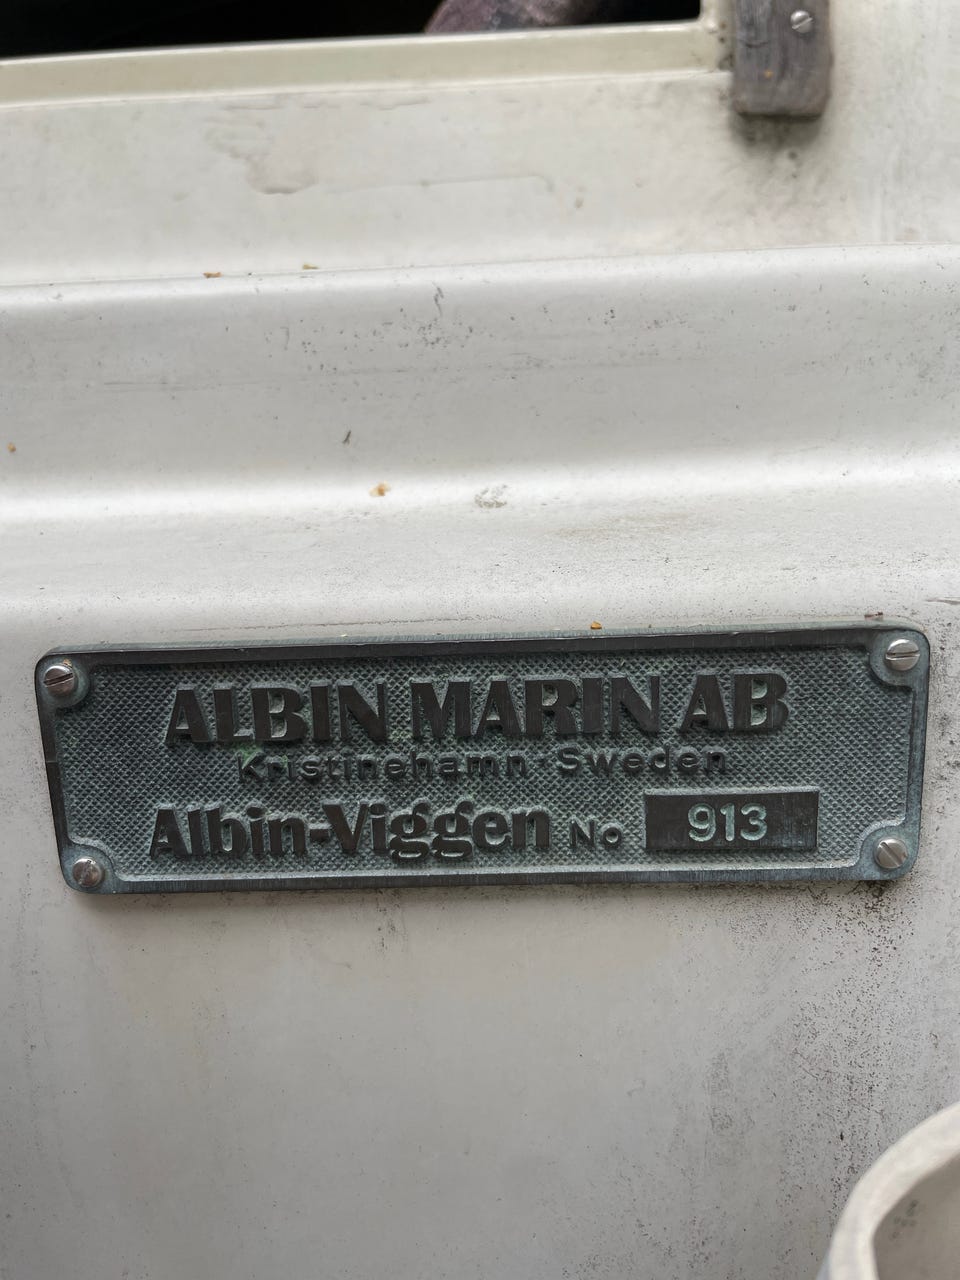 ALBIN MARIN AB
Kristinehamn · Sweden
Albin-Viggen No 913